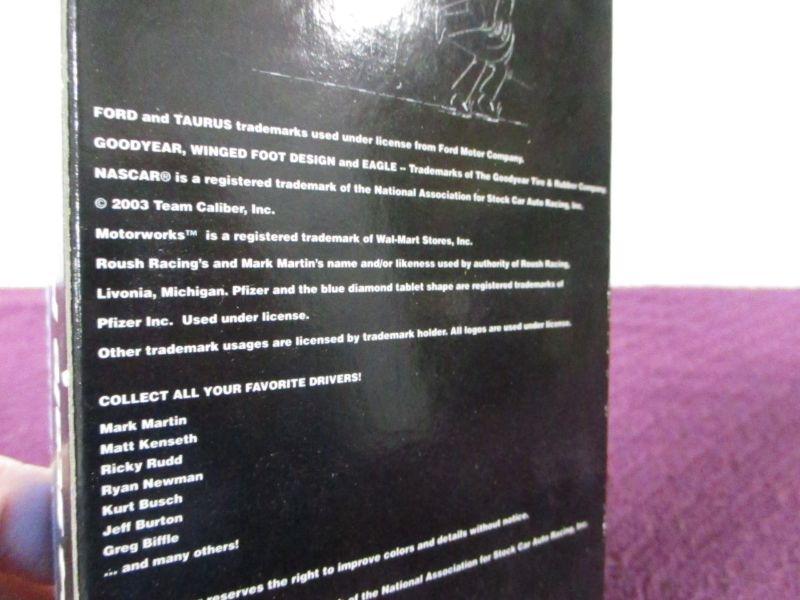 FORD and TAURUS trademarks used under license from Ford Motor Company.
GOODYEAR, WINGED FOOT DESIGN and EAGLE -- Trademarks of The Goodyear Tire & Rubber Company
NASCAR® is a registered trademark of the National Association for Stock Car Auto Racing, Inc.
© 2003 Team Caliber, Inc.
Motorworks™ is a registered trademark of Wal-Mart Stores, Inc.
Roush Racing's and Mark Martin's name and/or likeness used by authority of Roush Racing,
Livonia, Michigan. Pfizer and the blue diamond tablet shape are registered trademarks of
Pfizer Inc. Used under license.
Other trademark usages are licensed by trademark holder. All logos are used under license.
COLLECT ALL YOUR FAVORITE DRIVERS!
Mark Martin
Matt Kenseth
Ricky Rudd
Ryan Newman
Kurt Busch
Jeff Burton
Greg Biffle
... and many others!
reserves the right to improve colors and details without notice.
of the National Association for Stock Car Auto Racing, Inc.